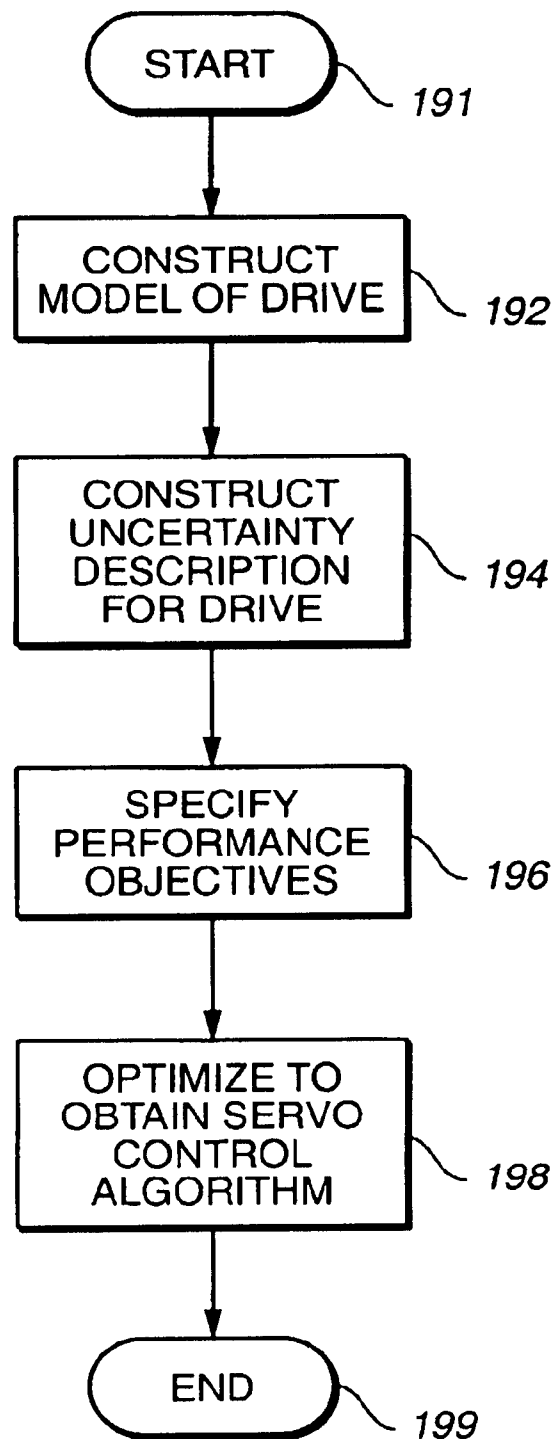 START
191
CONSTRUCT
MODEL OF DRIVE
192
CONSTRUCT
UNCERTAINTY
DESCRIPTION
FOR DRIVE
194
SPECIFY
PERFORMANCE
OBJECTIVES
196
OPTIMIZE TO
OBTAIN SERVO
CONTROL
ALGORITHM
198
END
199